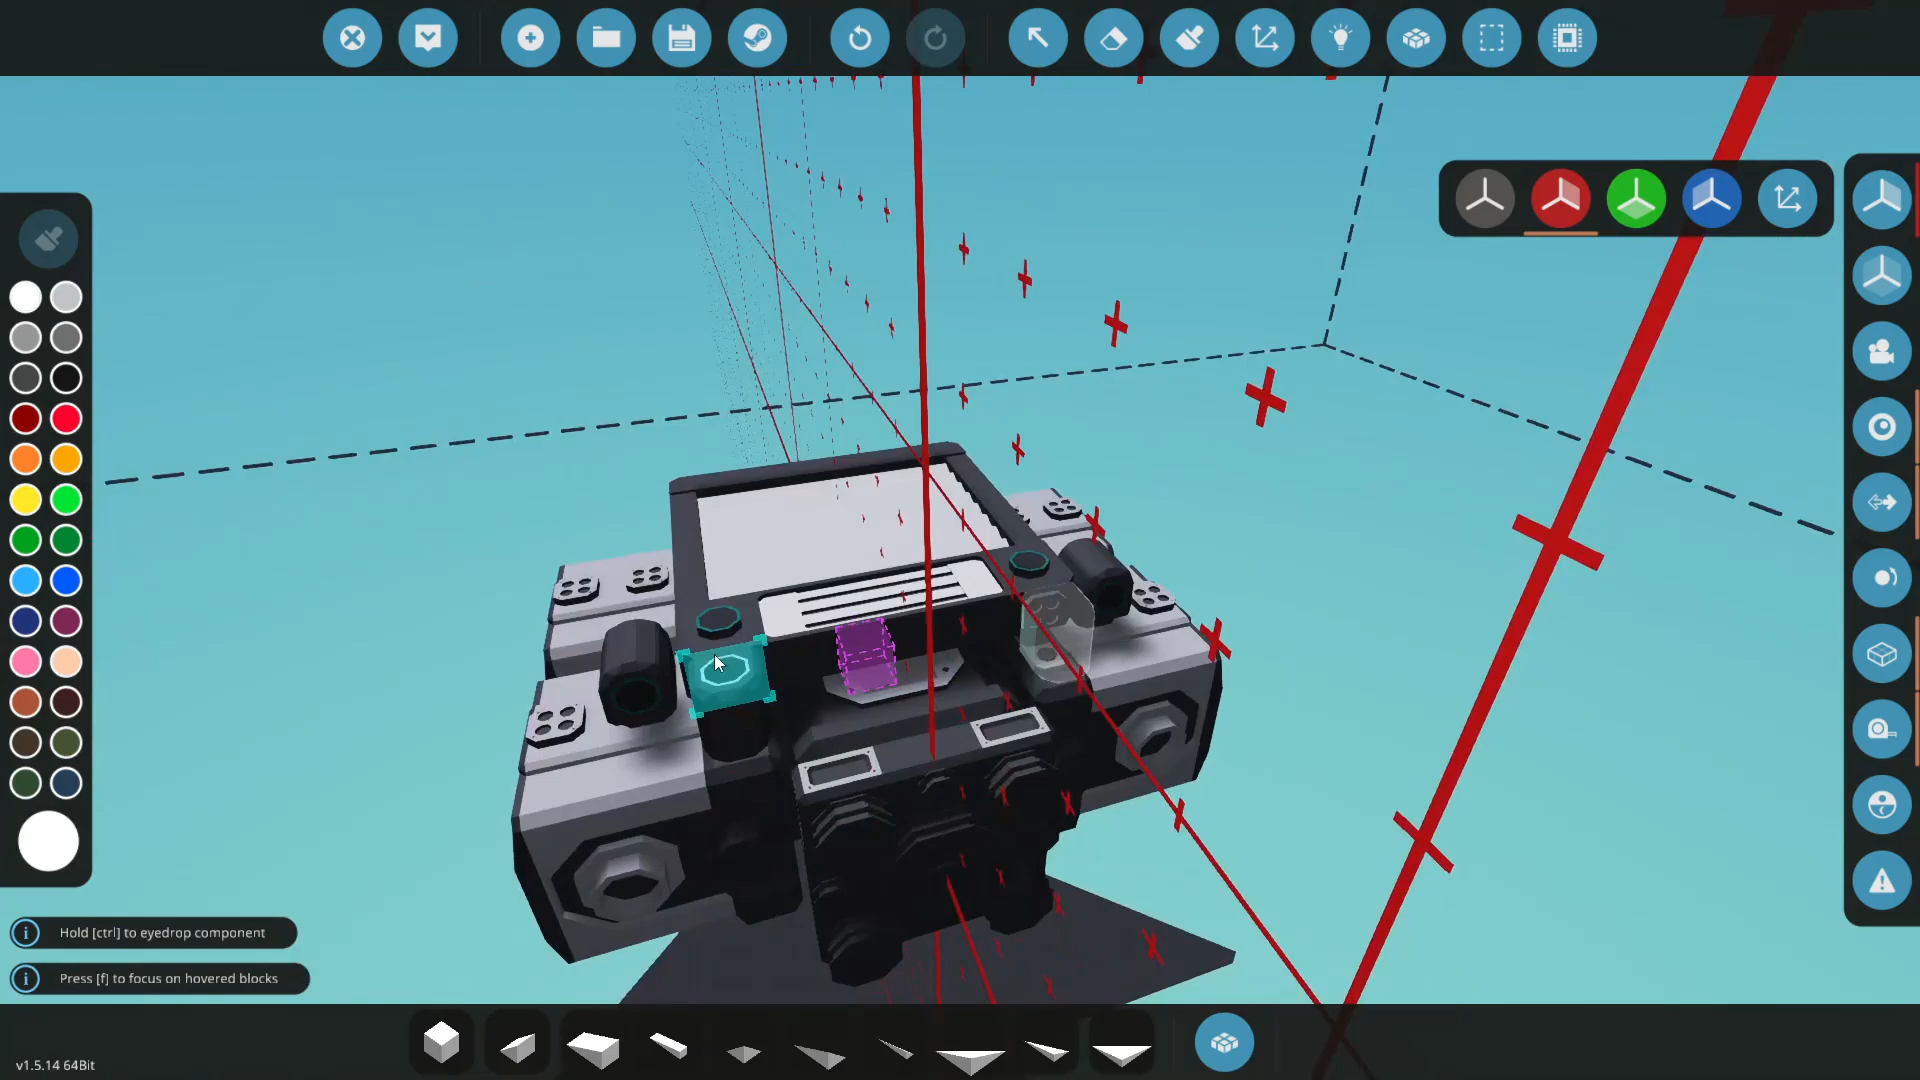 Hold [ctrl] to eyedrop component
Press [f] to focus on hovered blocks
v1.5.14 64Bit